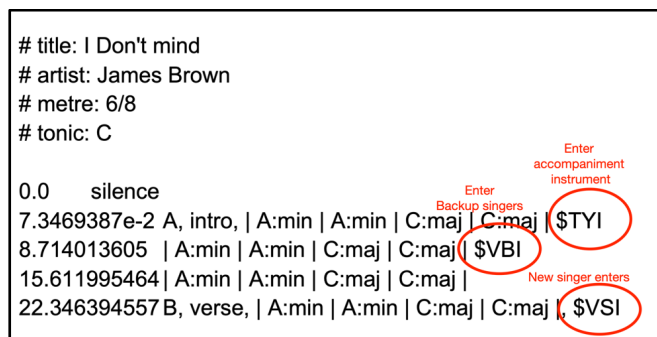 # title: I Don't mind
# artist: James Brown
# metre: 6/8
# tonic: C
Enter
accompaniment
instrument
Enter
Backup singers
0.0 silence
7.3469387e-2 A, intro, | A:min | A:min | C:maj | C:maj | $TYI
8.714013605 | A:min | A:min | C:maj | C:maj | $VBI
15.611995464 | A:min | A:min | C:maj | C:maj |
New singer enters
22.346394557 B, verse, | A:min | A:min | C:maj | C:maj |, $VSI